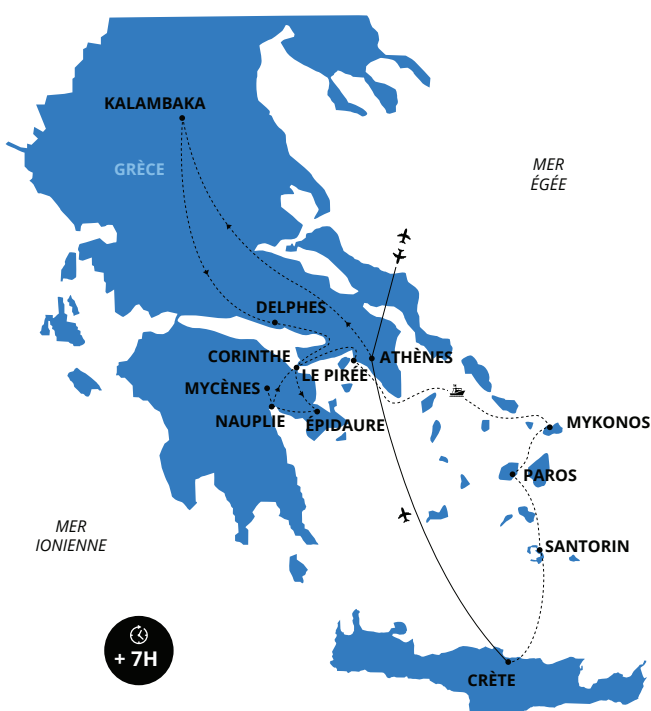 KALAMBAKA
GRÈCE
MER
ÉGÉE
DELPHES
CORINTHE
ATHÈNES
LE PIRÉE
MYCÈNES
NAUPLIE
ÉPIDAURE
MYKONOS
PAROS
MER
IONIENNE
SANTORIN
+ 7H
CRÈTE